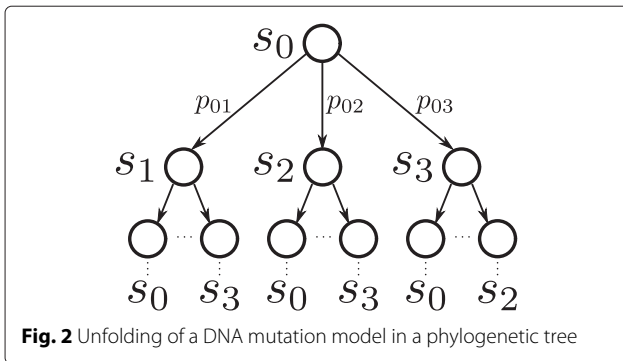 s₀
p₀₁ p₀₂ p₀₃
s₁ s₂ s₃
... ... ...
s₀ s₃ s₀ s₃ s₀ s₂
Fig. 2 Unfolding of a DNA mutation model in a phylogenetic tree